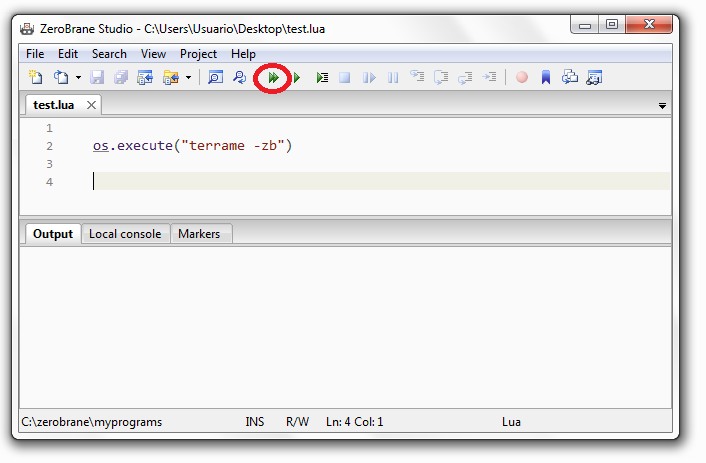 ZeroBrane Studio - C:\Users\Usuario\Desktop\test.lua
File Edit Search View Project Help
test.lua
1
2 os.execute("terrame -zb")
3
4
Output Local console Markers
C:\zerobrane\myprograms INS R/W Ln: 4 Col: 1 Lua